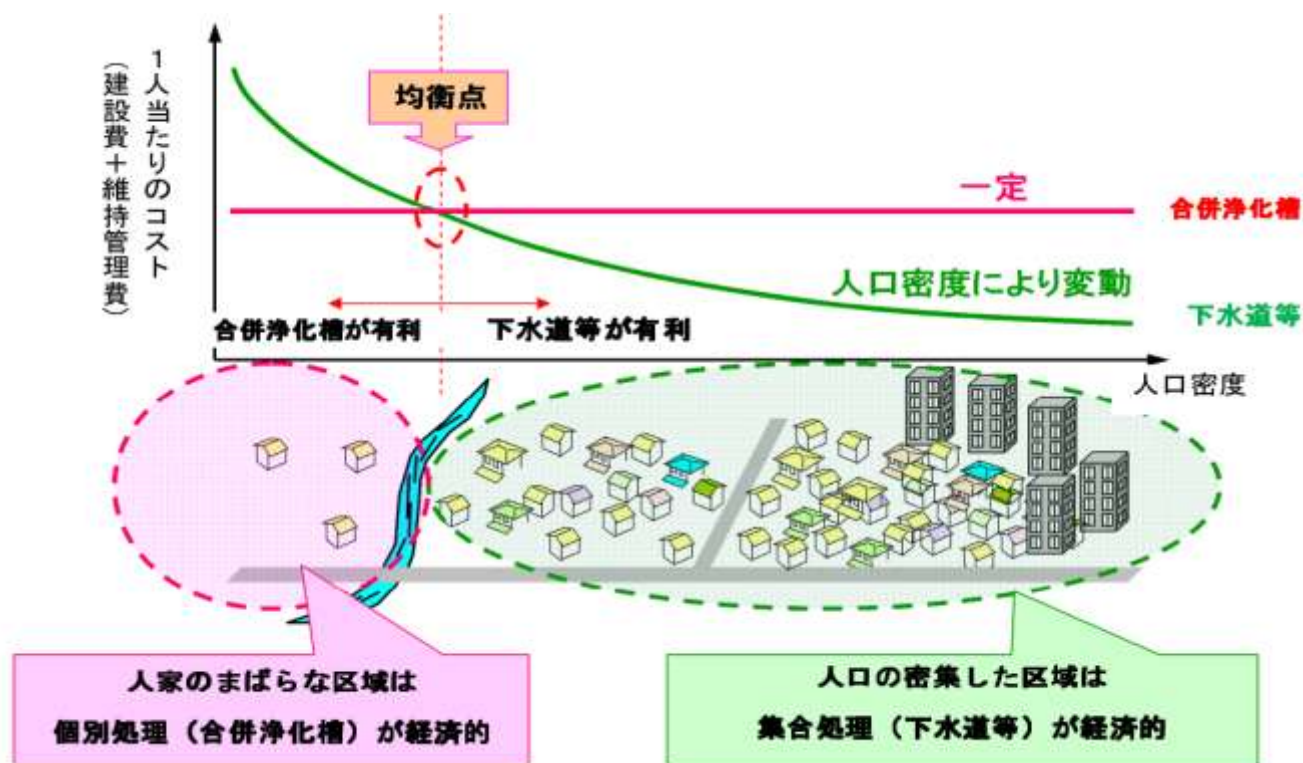 1人当たりのコスト
（建設費＋維持管理費）
均衡点
一定
合併浄化槽
人口密度により変動
下水道等
合併浄化槽が有利
下水道等が有利
人口密度
人家のまばらな区域は
個別処理（合併浄化槽）が経済的
人口の密集した区域は
集合処理（下水道等）が経済的